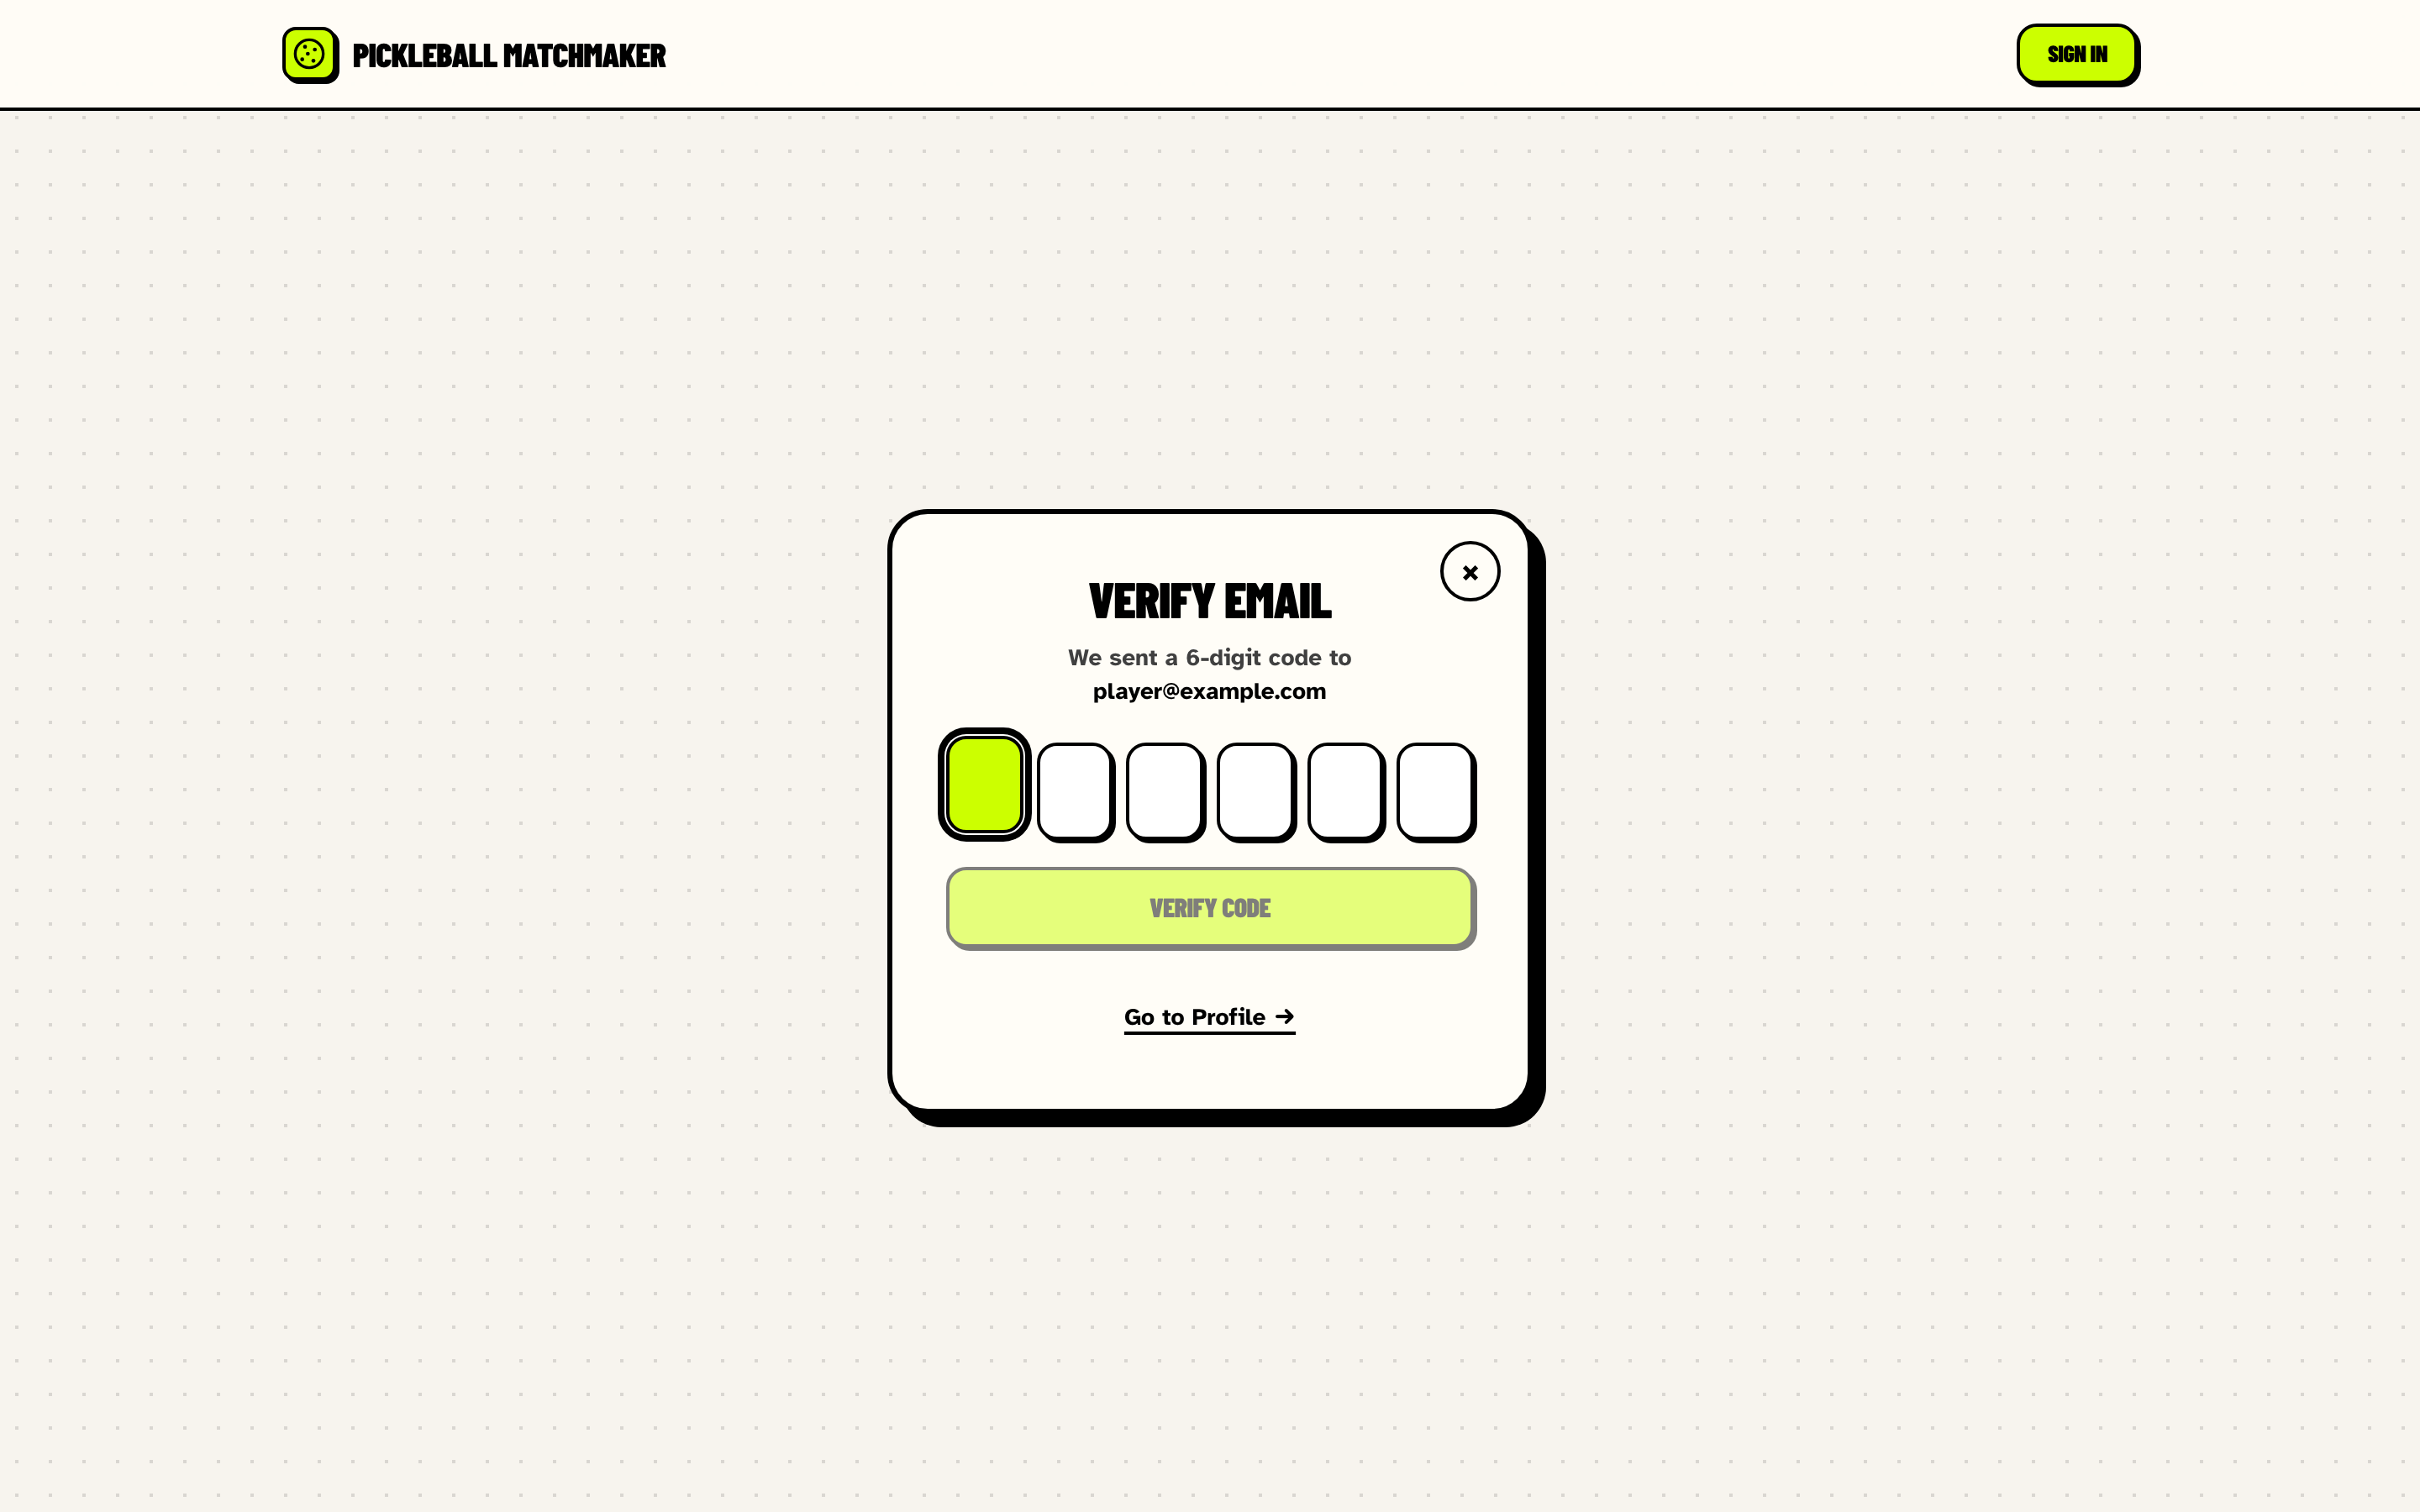 PICKLEBALL MATCHMAKER
SIGN IN
VERIFY EMAIL
We sent a 6-digit code to
player@example.com
VERIFY CODE
Go to Profile →